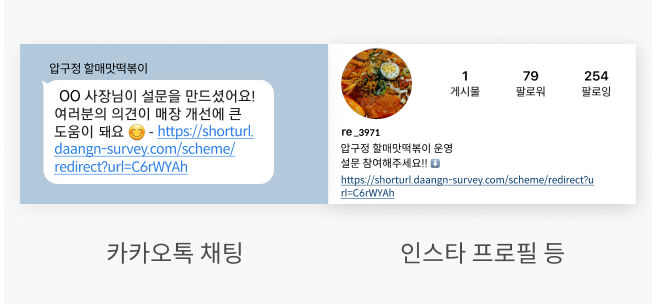 압구정 할매맛떡볶이
OO 사장님이 설문을 만드셨어요!
여러분의 의견이 매장 개선에 큰
도움이 돼요 😊 - https://shorturl.
daangn-survey.com/scheme/
redirect?url=C6rWYAh
1 79 254
게시물 팔로워 팔로잉
re_3971
압구정 할매맛떡볶이 운영
설문 참여해주세요!! ⬇️
https://shorturl.daangn-survey.com/scheme/redirect?u
rl=C6rWYAh
카카오톡 채팅
인스타 프로필 등